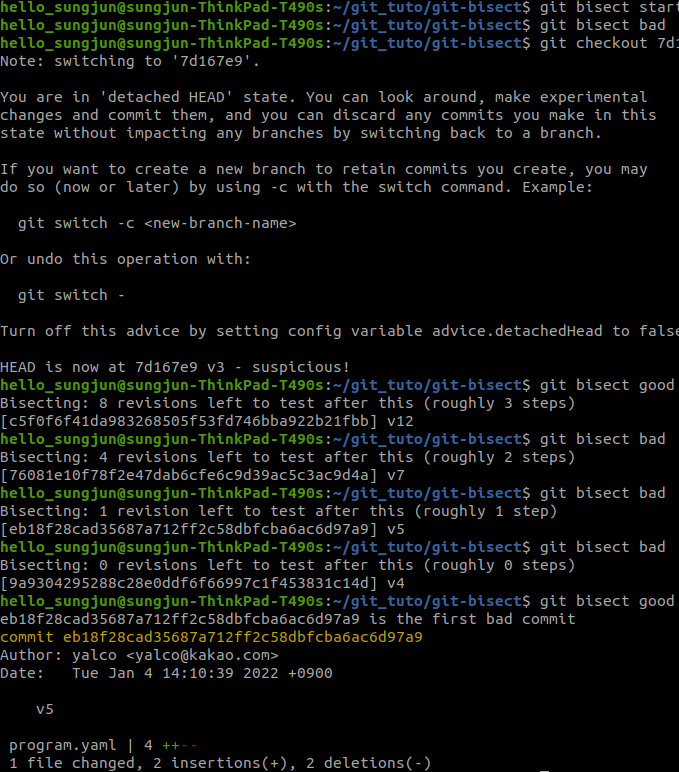 hello_sungjun@sungjun-ThinkPad-T490s:~/git_tuto/git-bisect$ git bisect start
hello_sungjun@sungjun-ThinkPad-T490s:~/git_tuto/git-bisect$ git bisect bad
hello_sungjun@sungjun-ThinkPad-T490s:~/git_tuto/git-bisect$ git checkout 7d1
Note: switching to '7d167e9'.
You are in 'detached HEAD' state. You can look around, make experimental
changes and commit them, and you can discard any commits you make in this
state without impacting any branches by switching back to a branch.
If you want to create a new branch to retain commits you create, you may
do so (now or later) by using -c with the switch command. Example:
git switch -c <new-branch-name>
Or undo this operation with:
git switch -
Turn off this advice by setting config variable advice.detachedHead to false
HEAD is now at 7d167e9 v3 - suspicious!
hello_sungjun@sungjun-ThinkPad-T490s:~/git_tuto/git-bisect$ git bisect good
Bisecting: 8 revisions left to test after this (roughly 3 steps)
[c5f0f6f41da983268505f53fd746bba922b21fbb] v12
hello_sungjun@sungjun-ThinkPad-T490s:~/git_tuto/git-bisect$ git bisect bad
Bisecting: 4 revisions left to test after this (roughly 2 steps)
[76081e10f78f2e47dab6cfe6c9d39ac5c3ac9d4a] v7
hello_sungjun@sungjun-ThinkPad-T490s:~/git_tuto/git-bisect$ git bisect bad
Bisecting: 1 revision left to test after this (roughly 1 step)
[eb18f28cad35687a712ff2c58dbfcba6ac6d97a9] v5
hello_sungjun@sungjun-ThinkPad-T490s:~/git_tuto/git-bisect$ git bisect bad
Bisecting: 0 revisions left to test after this (roughly 0 steps)
[9a9304295288c28e0ddf6f66997c1f453831c14d] v4
hello_sungjun@sungjun-ThinkPad-T490s:~/git_tuto/git-bisect$ git bisect good
eb18f28cad35687a712ff2c58dbfcba6ac6d97a9 is the first bad commit
commit eb18f28cad35687a712ff2c58dbfcba6ac6d97a9
Author: yalco <yalco@kakao.com>
Date:   Tue Jan 4 14:10:39 2022 +0900
v5
program.yaml | 4 ++--
1 file changed, 2 insertions(+), 2 deletions(-)